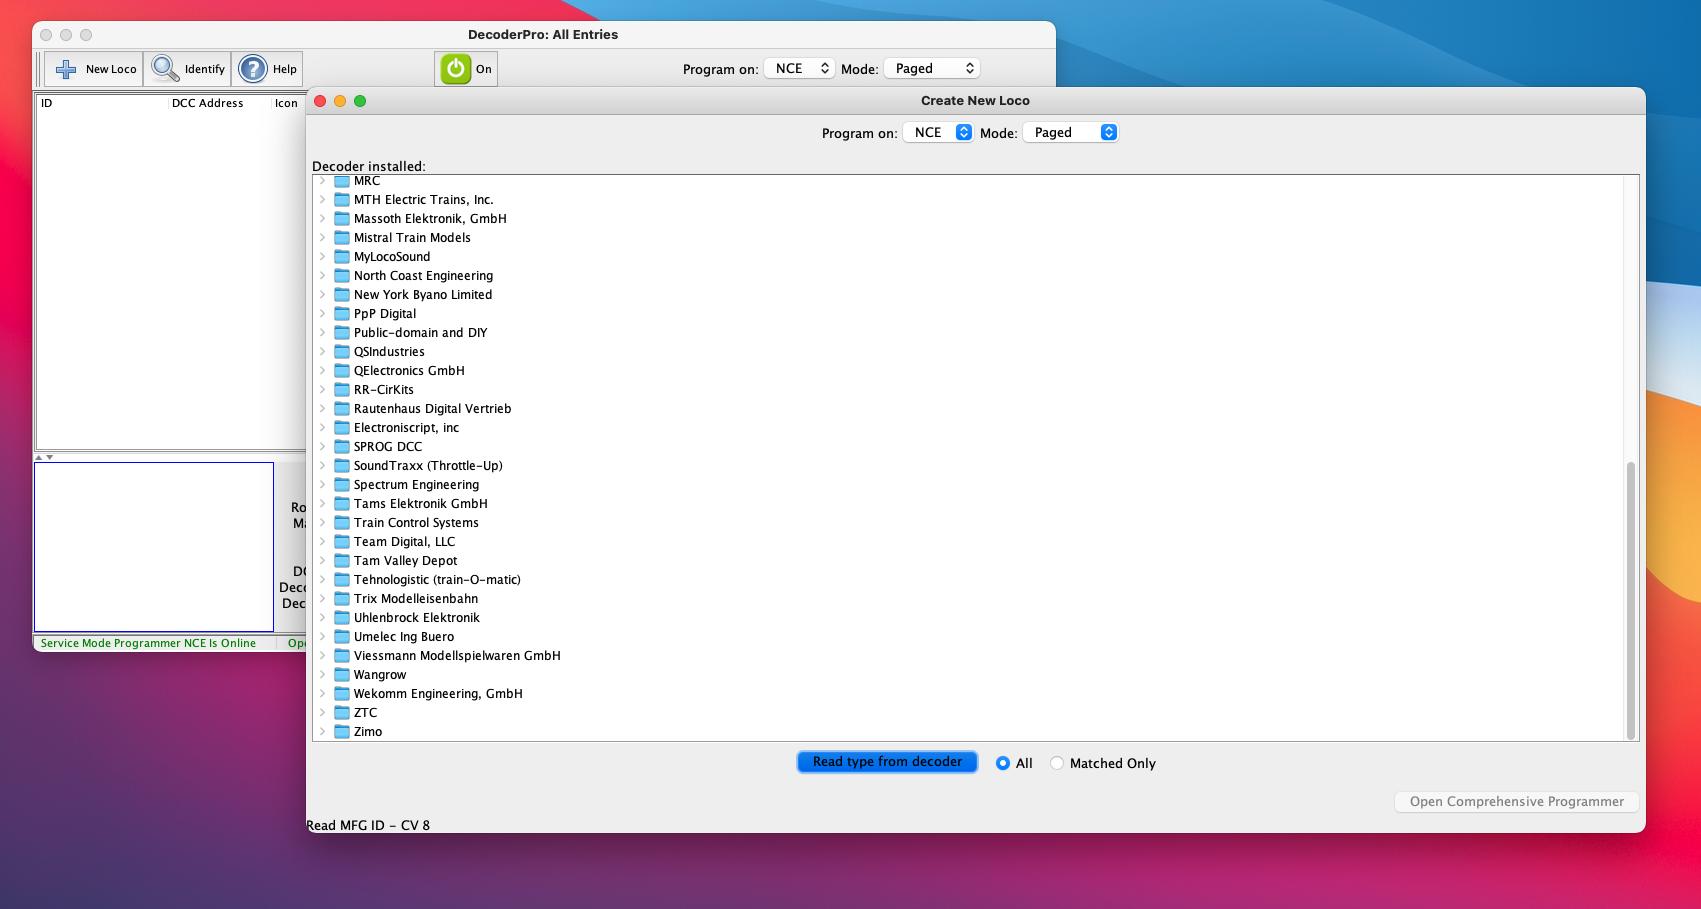 DecoderPro: All Entries
New Loco
Identify
Help
On
Program on: NCE Mode: Paged
ID DCC Address Icon
Create New Loco
Program on: NCE Mode: Paged
Decoder installed:
MRC
MTH Electric Trains, Inc.
Massoth Elektronik, GmbH
Mistral Train Models
MyLocoSound
North Coast Engineering
New York Byano Limited
PpP Digital
Public-domain and DIY
QSIndustries
QElectronics GmbH
RR-CirKits
Rautenhaus Digital Vertrieb
Electroniscript, inc
SPROG DCC
SoundTraxx (Throttle-Up)
Spectrum Engineering
Tams Elektronik GmbH
Train Control Systems
Team Digital, LLC
Tam Valley Depot
Tehnologistic (train-O-matic)
Trix Modelleisenbahn
Uhlenbrock Elektronik
Umelec Ing Buero
Viessmann Modellspielwaren GmbH
Wangrow
Wekomm Engineering, GmbH
ZTC
Zimo
Read type from decoder
All
Matched Only
Open Comprehensive Programmer
Read MFG ID - CV 8
Service Mode Programmer NCE Is Online